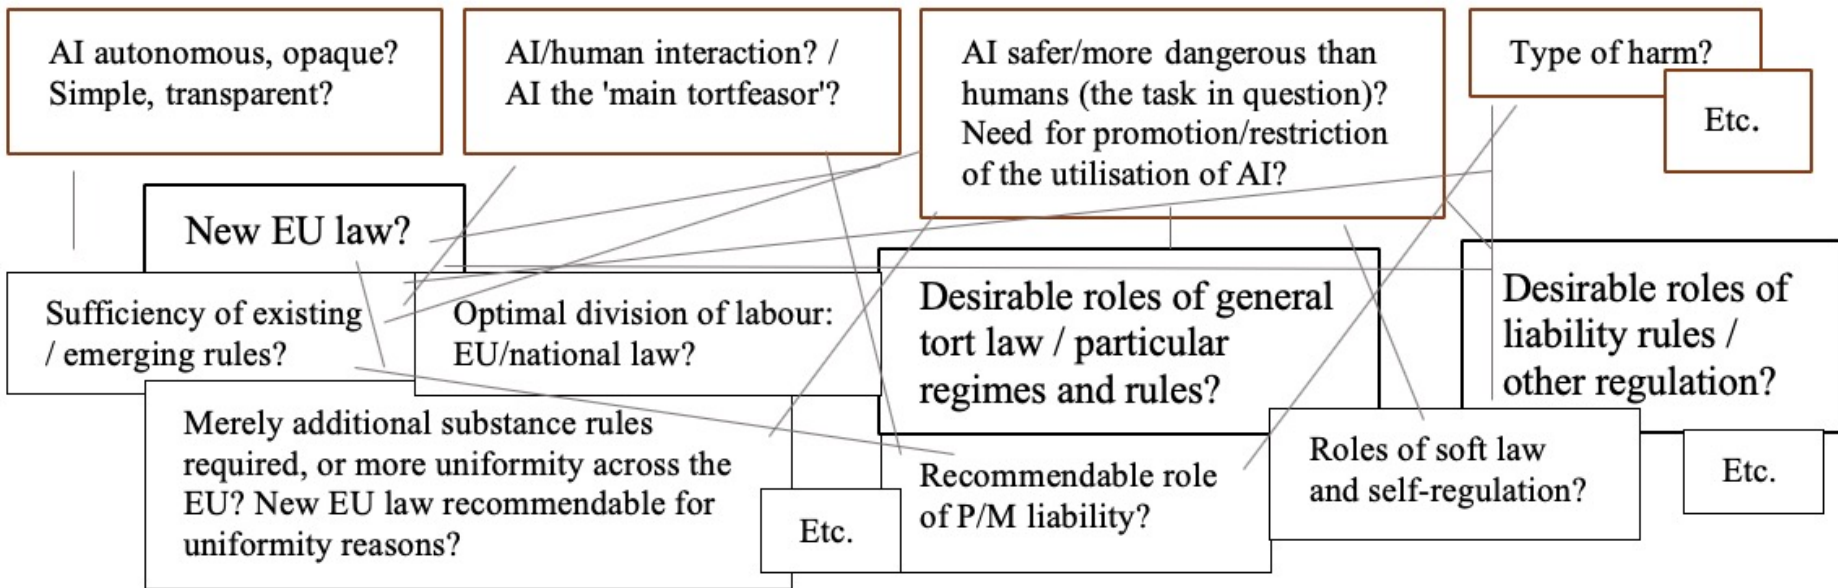 AI autonomous, opaque?
Simple, transparent?
AI/human interaction? /
AI the 'main tortfeasor'?
AI safer/more dangerous than
humans (the task in question)?
Need for promotion/restriction
of the utilisation of AI?
Type of harm?
Etc.
New EU law?
Sufficiency of existing
/ emerging rules?
Optimal division of labour:
EU/national law?
Desirable roles of general
tort law / particular
regimes and rules?
Desirable roles of
liability rules /
other regulation?
Merely additional substance rules
required, or more uniformity across the
EU? New EU law recommendable for
uniformity reasons?
Etc.
Recommendable role
of P/M liability?
Roles of soft law
and self-regulation?
Etc.